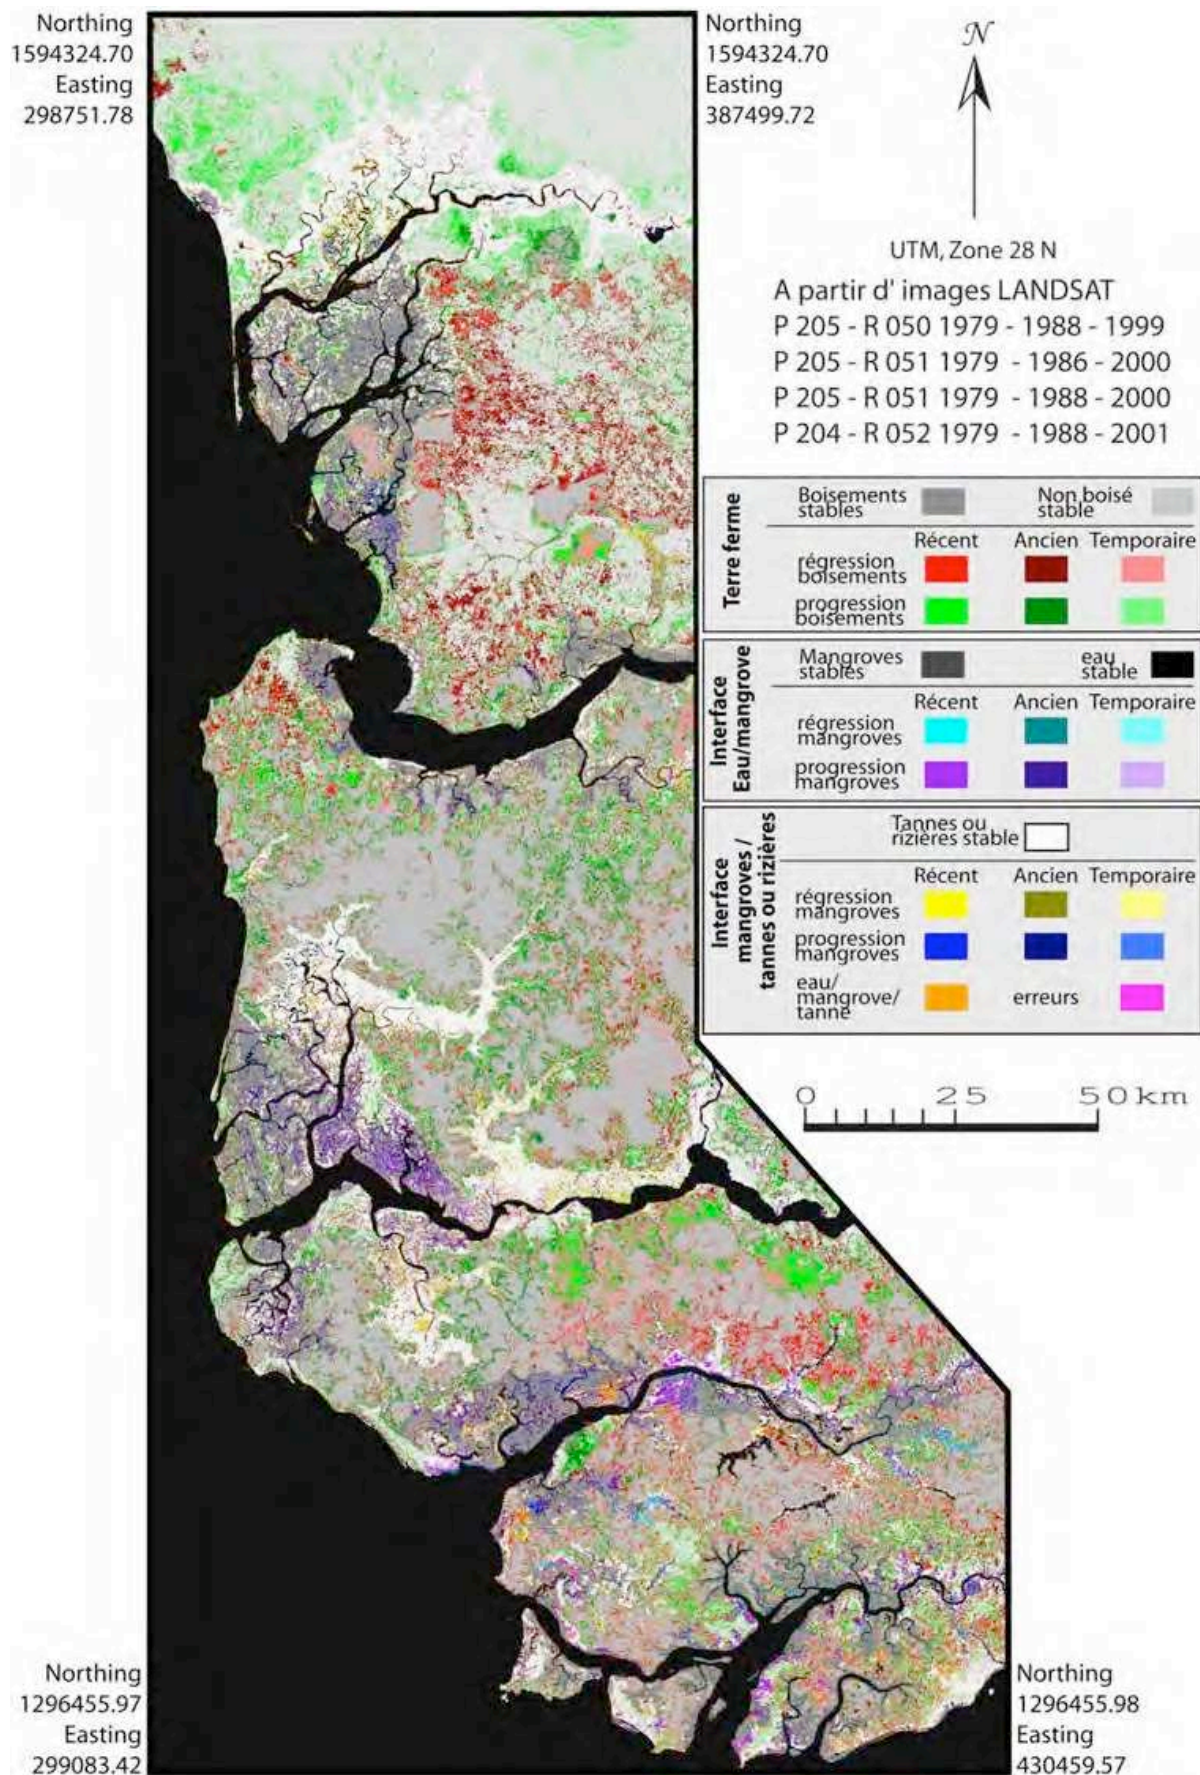 Northing
1594324.70
Easting
298751.78
Northing
1594324.70
Easting
387499.72
N
UTM, Zone 28 N
A partir d' images LANDSAT
P 205 - R 050 1979 - 1988 - 1999
P 205 - R 051 1979 - 1986 - 2000
P 205 - R 051 1979 - 1988 - 2000
P 204 - R 052 1979 - 1988 - 2001
Terre ferme
Boisements stables
Non boisé stable
Récent Ancien Temporaire
régression boisements
progression boisements
Interface Eau/mangrove
Mangroves stables
eau stable
Récent Ancien Temporaire
régression mangroves
progression mangroves
Interface mangroves / tannes ou rizières
Tannes ou rizières stable
Récent Ancien Temporaire
régression mangroves
progression mangroves
eau/ mangrove/ tanne
erreurs
0 25 50 km
Northing
1296455.97
Easting
299083.42
Northing
1296455.98
Easting
430459.57